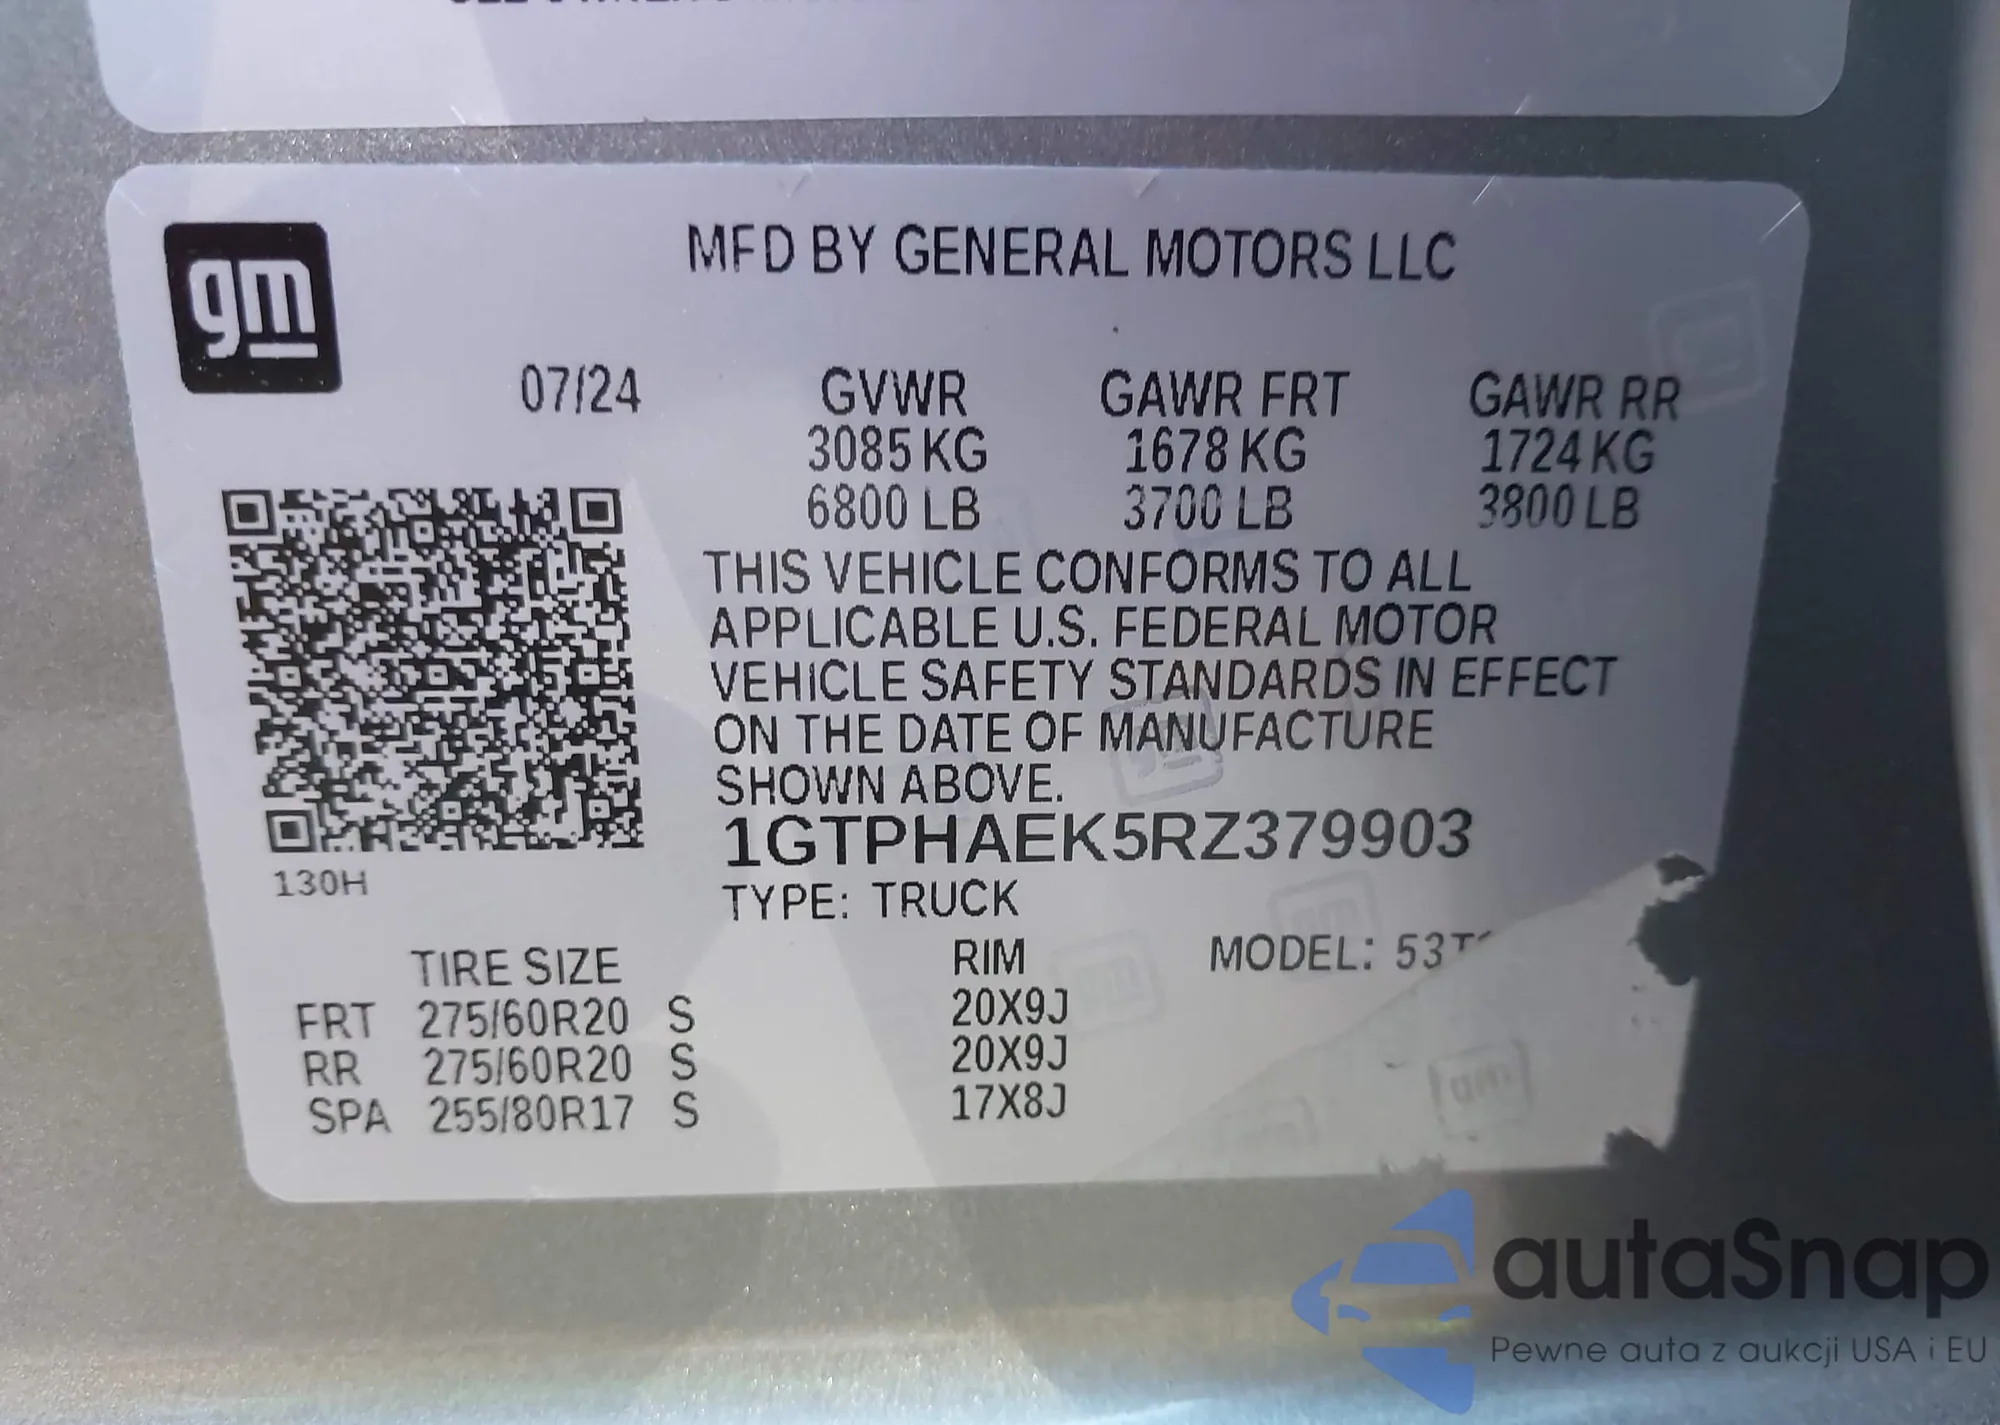 gm
MFD BY GENERAL MOTORS LLC
07/24 GVWR GAWR FRT GAWR RR
3085 KG 1678 KG 1724 KG
6800 LB 3700 LB 3800 LB
THIS VEHICLE CONFORMS TO ALL
APPLICABLE U.S. FEDERAL MOTOR
VEHICLE SAFETY STANDARDS IN EFFECT
ON THE DATE OF MANUFACTURE
SHOWN ABOVE.
1GTPHAEK5RZ379903
130H
TYPE: TRUCK
TIRE SIZE RIM MODEL:
FRT 275/60R20 S 20X9J
RR 275/60R20 S 20X9J
SPA 255/80R17 S 17X8J
autaSnap
Pewne auta z aukcji USA i EU